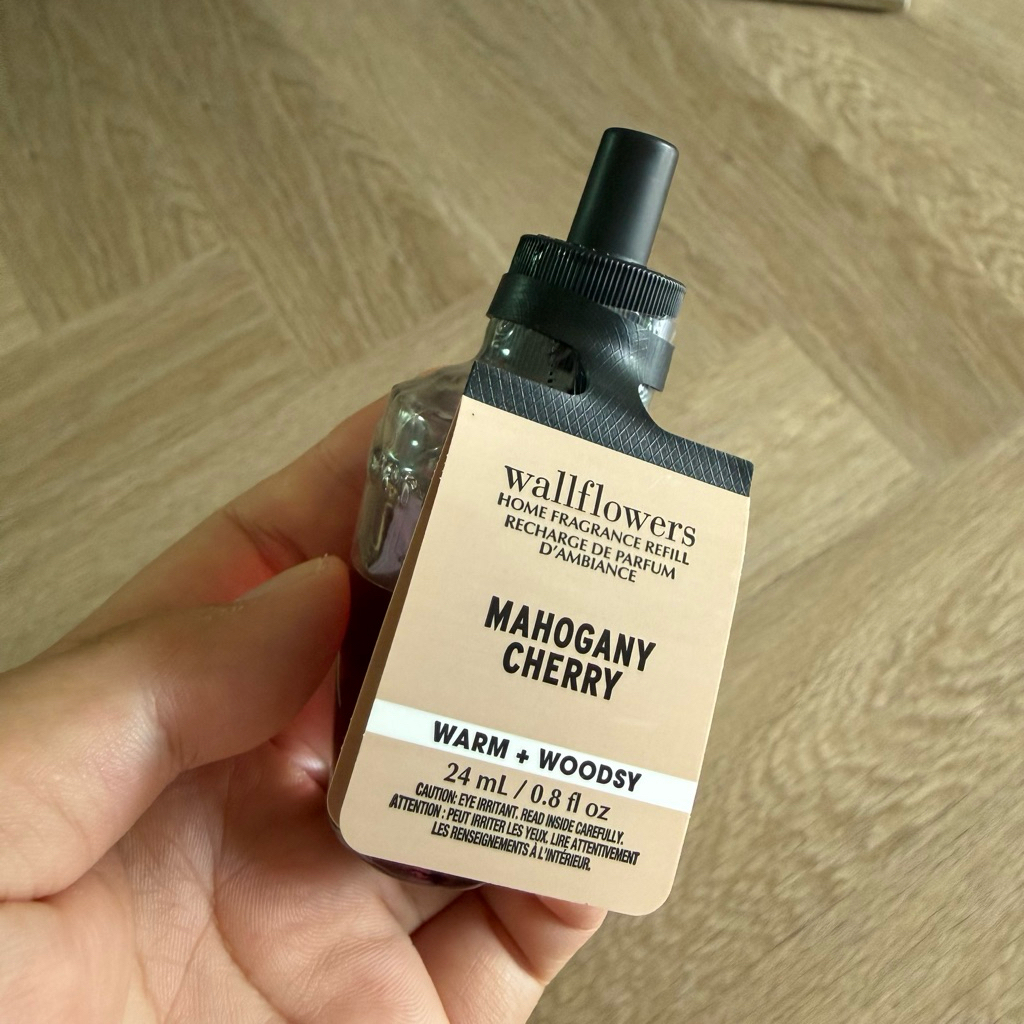 wallflowers
HOME FRAGRANCE REFILL
RECHARGE DE PARFUM
D'AMBIANCE
MAHOGANY
CHERRY
WARM + WOODSY
24 mL / 0.8 fl oz
CAUTION: EYE IRRITANT. READ INSIDE CAREFULLY.
ATTENTION : PEUT IRRITER LES YEUX. LIRE ATTENTIVEMENT
LES RENSEIGNEMENTS À L'INTÉRIEUR.